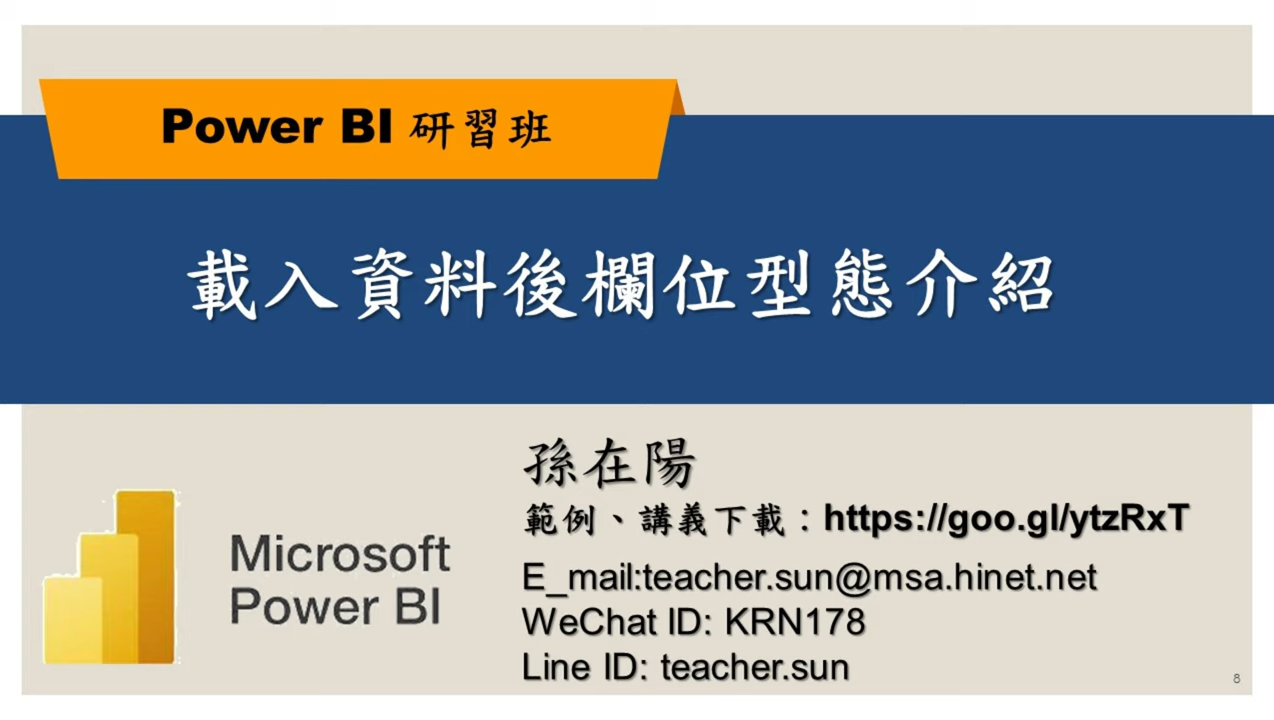 Power BI 研習班
載入資料後欄位型態介紹
孫在陽
範例、講義下載：https://goo.gl/ytzRxT
E_mail:teacher.sun@msa.hinet.net
WeChat ID: KRN178
Line ID: teacher.sun
Microsoft
Power BI
8